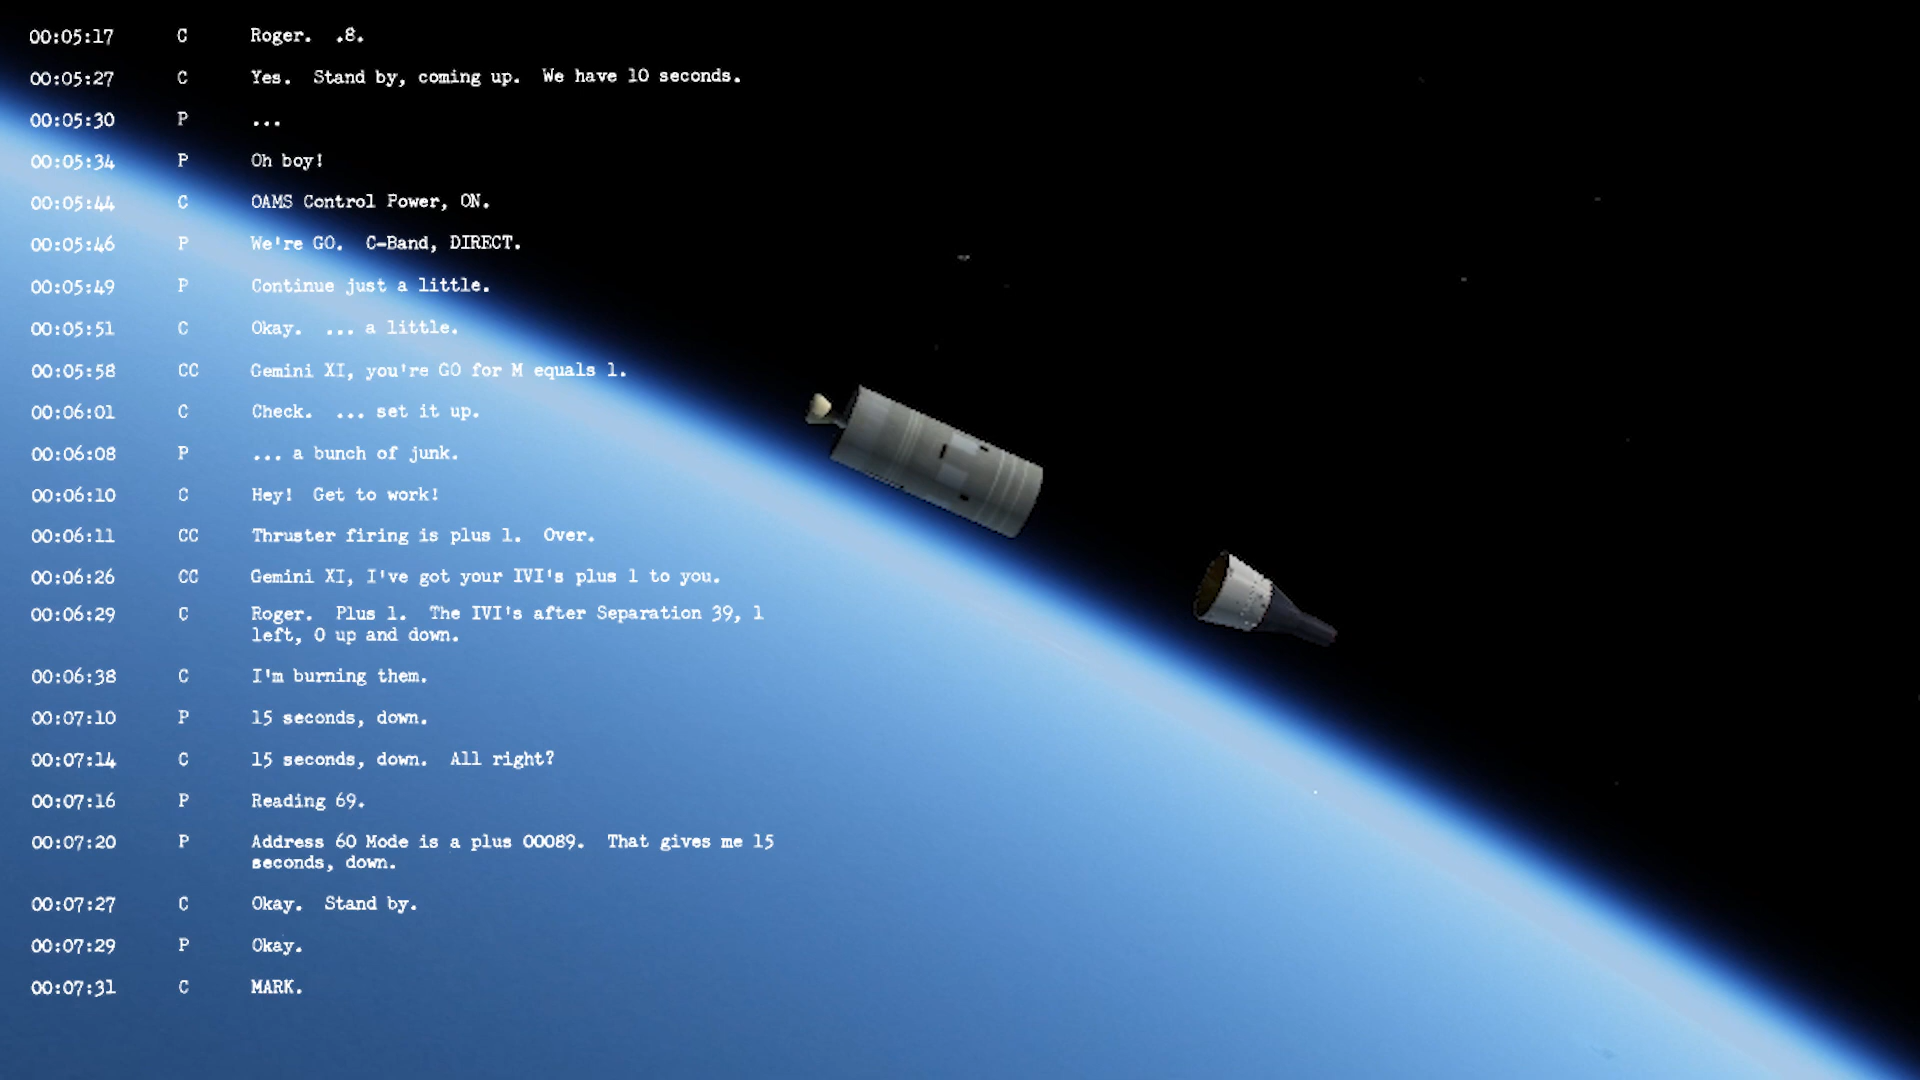 00:05:17 C Roger. .8.
00:05:27 C Yes. Stand by, coming up. We have 10 seconds.
00:05:30 P ...
00:05:34 P Oh boy!
00:05:44 C OAMS Control Power, ON.
00:05:46 P We're GO. C-Band, DIRECT.
00:05:49 P Continue just a little.
00:05:51 C Okay. ... a little.
00:05:58 CC Gemini XI, you're GO for M equals 1.
00:06:01 C Check. ... set it up.
00:06:08 P ... a bunch of junk.
00:06:10 C Hey! Get to work!
00:06:11 CC Thruster firing is plus 1. Over.
00:06:26 CC Gemini XI, I've got your IVI's plus 1 to you.
00:06:29 C Roger. Plus 1. The IVI's after Separation 39, 1
left, 0 up and down.
00:06:38 C I'm burning them.
00:07:10 P 15 seconds, down.
00:07:14 C 15 seconds, down. All right?
00:07:16 P Reading 69.
00:07:20 P Address 60 Mode is a plus 00089. That gives me 15
seconds, down.
00:07:27 C Okay. Stand by.
00:07:29 P Okay.
00:07:31 C MARK.